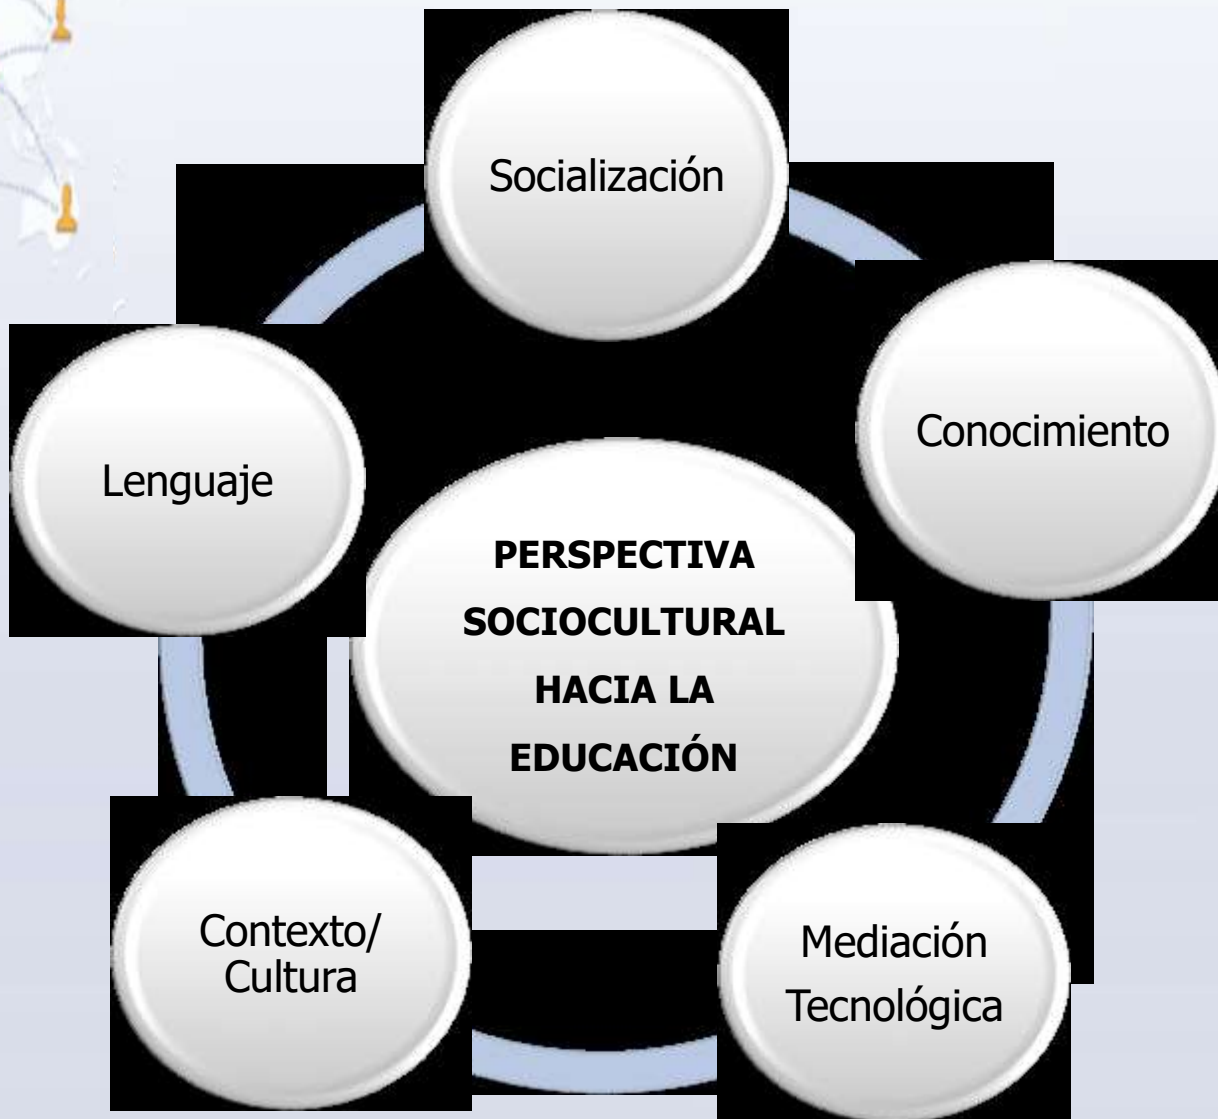 Socialización
Conocimiento
Lenguaje
PERSPECTIVA
SOCIOCULTURAL
HACIA LA
EDUCACIÓN
Contexto/
Cultura
Mediación
Tecnológica